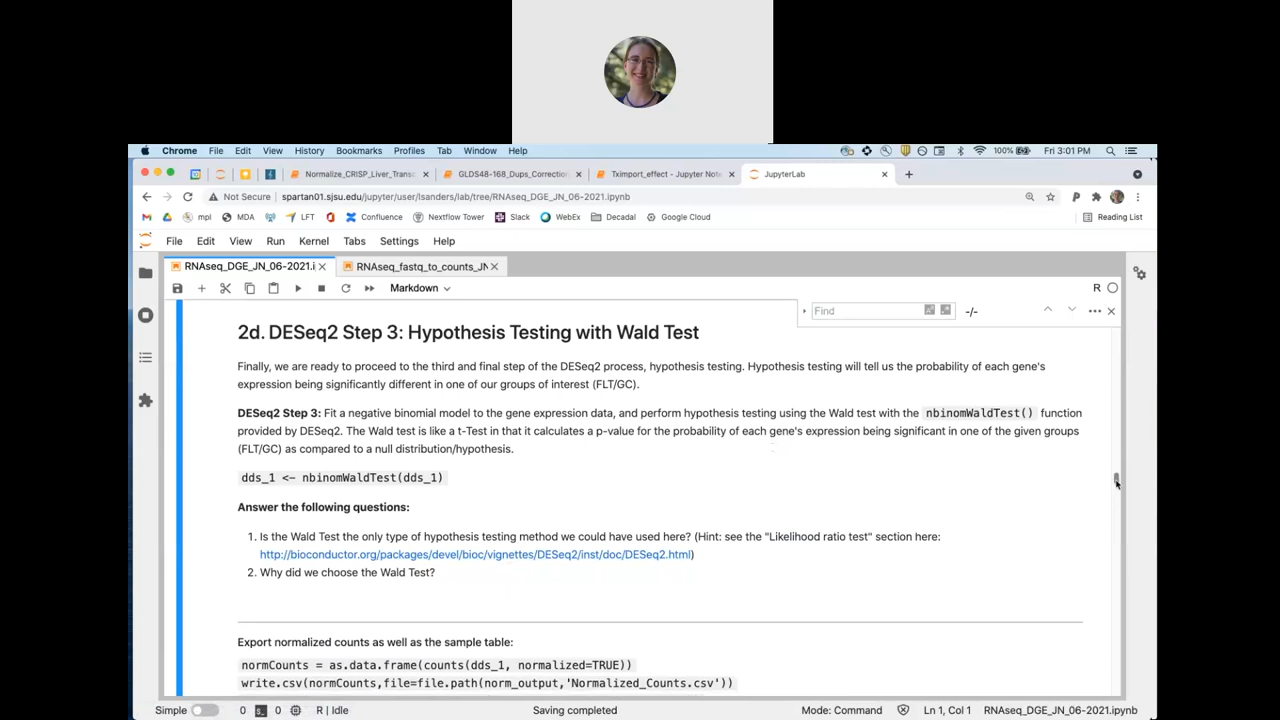 Chrome File Edit View History Bookmarks Profiles Tab Window Help 100% Fri 3:01 PM
Normalize_CRISP_Liver_Transc × GLDS48-168_Dups_Correction × Tximport_effect - Jupyter Note × JupyterLab × +
Not Secure spartan01.sjsu.edu/jupyter/user/lsanders/lab/tree/RNAseq_DGE_JN_06-2021.ipynb
mpl MDA LFT Confluence Nextflow Tower Slack WebEx Decadal Google Cloud Reading List
File Edit View Run Kernel Tabs Settings Help
RNAseq_DGE_JN_06-2021.i × RNAseq_fastq_to_counts_JN ×
Markdown R
Find -/-
2d. DESeq2 Step 3: Hypothesis Testing with Wald Test
Finally, we are ready to proceed to the third and final step of the DESeq2 process, hypothesis testing. Hypothesis testing will tell us the probability of each gene's
expression being significantly different in one of our groups of interest (FLT/GC).
DESeq2 Step 3: Fit a negative binomial model to the gene expression data, and perform hypothesis testing using the Wald test with the nbinomWaldTest() function
provided by DESeq2. The Wald test is like a t-Test in that it calculates a p-value for the probability of each gene's expression being significant in one of the given groups
(FLT/GC) as compared to a null distribution/hypothesis.
dds_1 <- nbinomWaldTest(dds_1)
Answer the following questions:
1. Is the Wald Test the only type of hypothesis testing method we could have used here? (Hint: see the "Likelihood ratio test" section here:
http://bioconductor.org/packages/devel/bioc/vignettes/DESeq2/inst/doc/DESeq2.html)
2. Why did we choose the Wald Test?
Export normalized counts as well as the sample table:
normCounts = as.data.frame(counts(dds_1, normalized=TRUE))
write.csv(normCounts,file=file.path(norm_output,'Normalized_Counts.csv'))
Simple 0 0 R | Idle Saving completed Mode: Command Ln 1, Col 1 RNAseq_DGE_JN_06-2021.ipynb